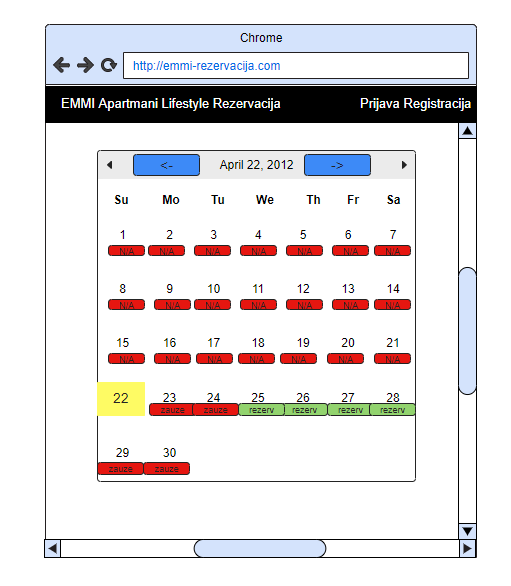 Chrome
http://emmi-rezervacija.com
EMMI Apartmani Lifestyle Rezervacija Prijava Registracija
<- April 22, 2012 ->
Su Mo Tu We Th Fr Sa
1 2 3 4 5 6 7
N/A N/A N/A N/A N/A N/A N/A
8 9 10 11 12 13 14
N/A N/A N/A N/A N/A N/A N/A
15 16 17 18 19 20 21
N/A N/A N/A N/A N/A N/A N/A
22 23 24 25 26 27 28
zauze zauze rezerv rezerv rezerv rezerv
29 30
zauze zauze